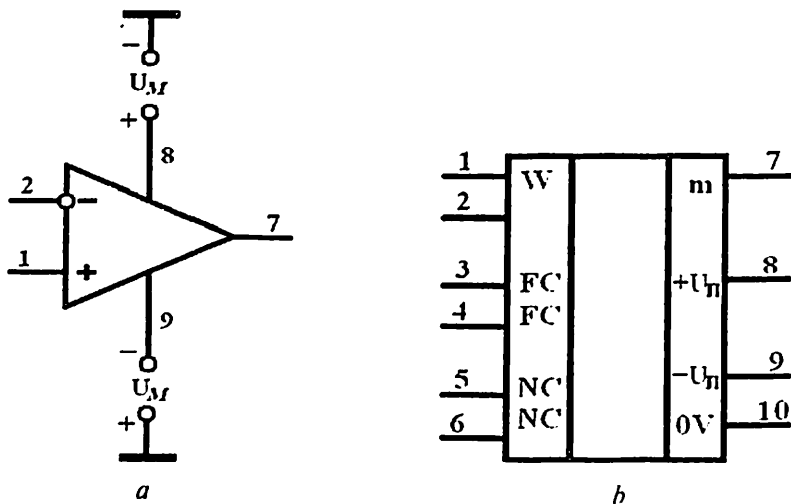 −
U_M
+
8
2
−
7
1
+
9
−
U_M
+
a
1 W m 7
2
3 FC +U_П 8
4 FC
5 NC −U_П 9
6 NC 0V 10
b